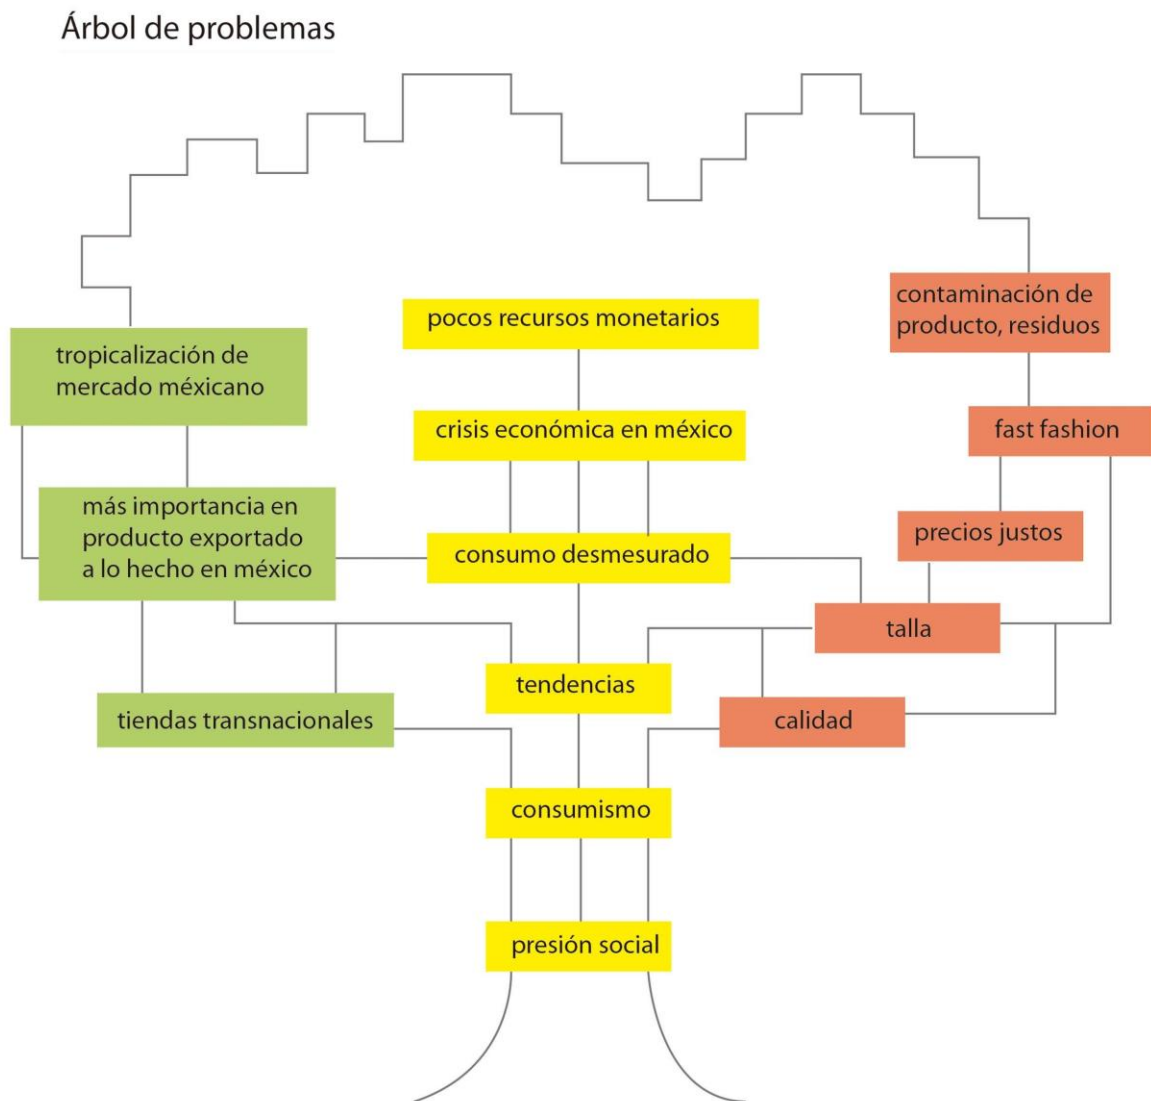 Árbol de problemas
contaminación de
producto, residuos
pocos recursos monetarios
tropicalización de
mercado méxicano
crisis económica en méxico
fast fashion
más importancia en
producto exportado
a lo hecho en méxico
precios justos
consumo desmesurado
talla
tendencias
tiendas transnacionales
calidad
consumismo
presión social